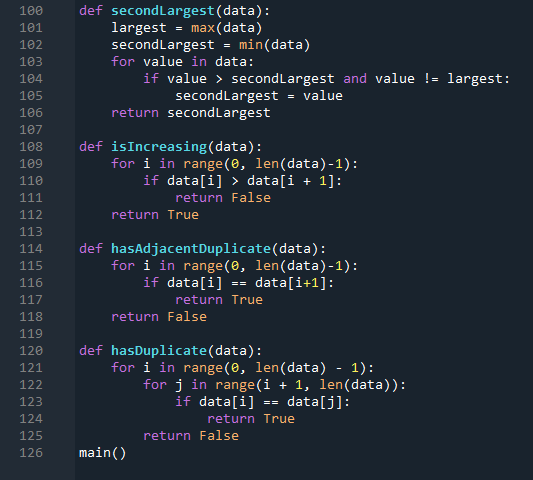 100 def secondLargest(data):
101     largest = max(data)
102     secondLargest = min(data)
103     for value in data:
104         if value > secondLargest and value != largest:
105             secondLargest = value
106     return secondLargest
107
108 def isIncreasing(data):
109     for i in range(0, len(data)-1):
110         if data[i] > data[i + 1]:
111             return False
112     return True
113
114 def hasAdjacentDuplicate(data):
115     for i in range(0, len(data)-1):
116         if data[i] == data[i+1]:
117             return True
118     return False
119
120 def hasDuplicate(data):
121     for i in range(0, len(data) - 1):
122         for j in range(i + 1, len(data)):
123             if data[i] == data[j]:
124                 return True
125         return False
126 main()